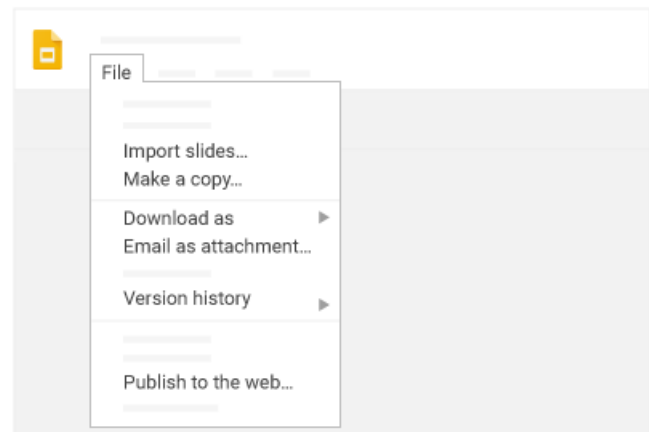 File
Import slides...
Make a copy...
Download as
Email as attachment...
Version history
Publish to the web...